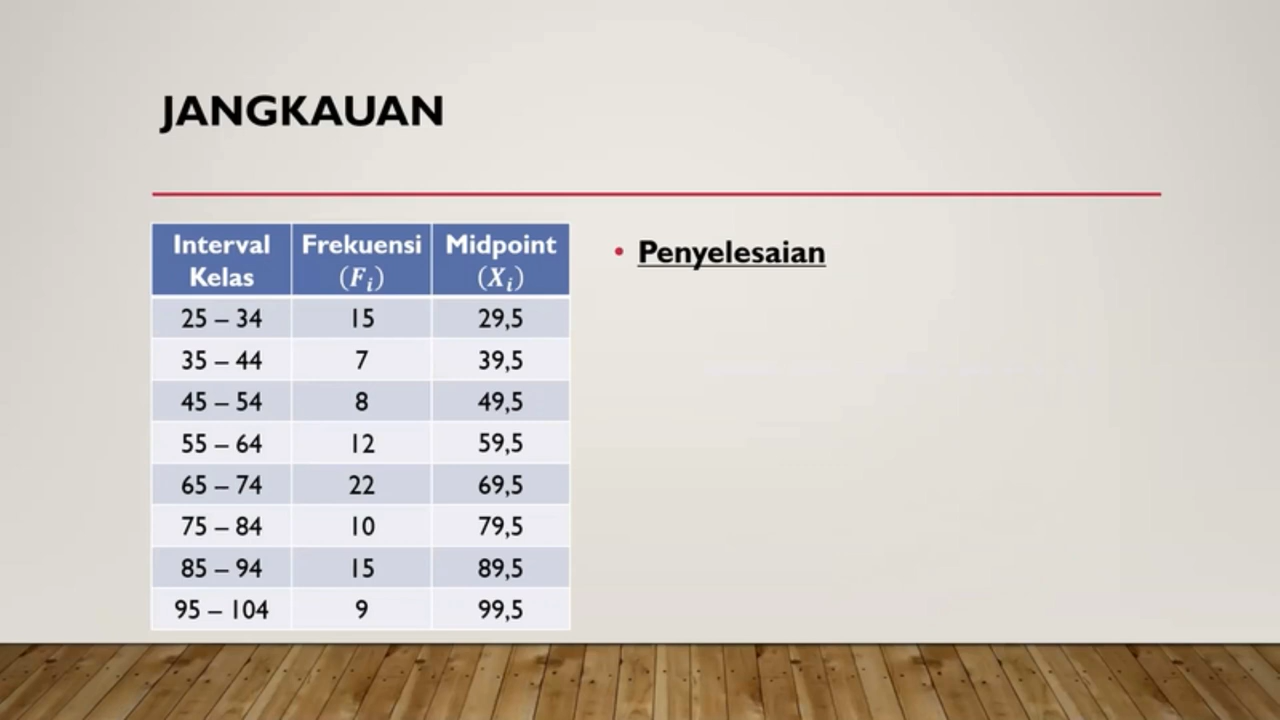 JANGKAUAN
Interval Kelas Frekuensi (Fᵢ) Midpoint (Xᵢ)
25 – 34 15 29,5
35 – 44 7 39,5
45 – 54 8 49,5
55 – 64 12 59,5
65 – 74 22 69,5
75 – 84 10 79,5
85 – 94 15 89,5
95 – 104 9 99,5
• Penyelesaian